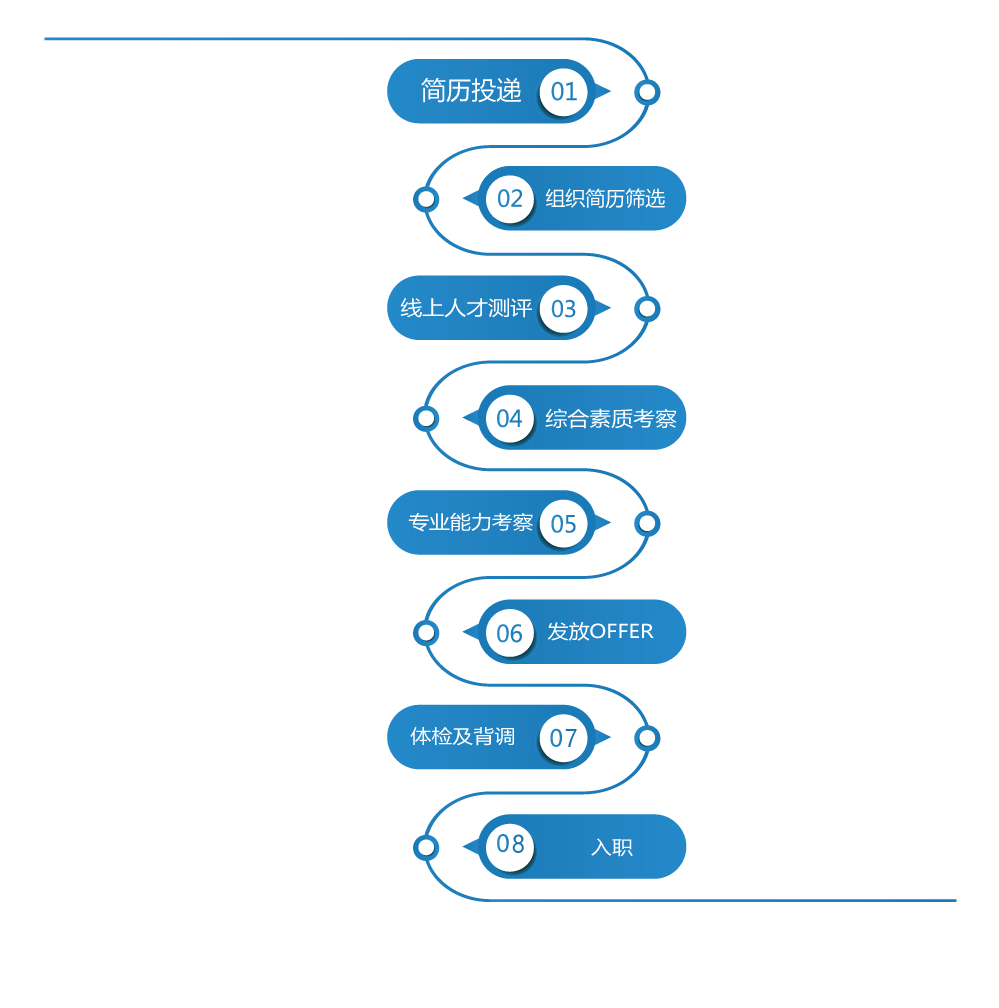 简历投递 01
02 组织简历筛选
线上人才测评 03
04 综合素质考察
专业能力考察 05
06 发放OFFER
体检及背调 07
08 入职